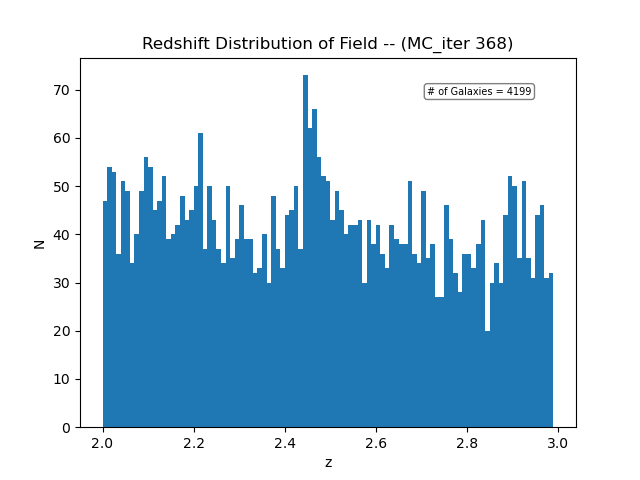 Redshift Distribution of Field -- (MC_iter 368)
# of Galaxies = 4199
70
60
50
40
30
20
10
0
N
2.0 2.2 2.4 2.6 2.8 3.0
z